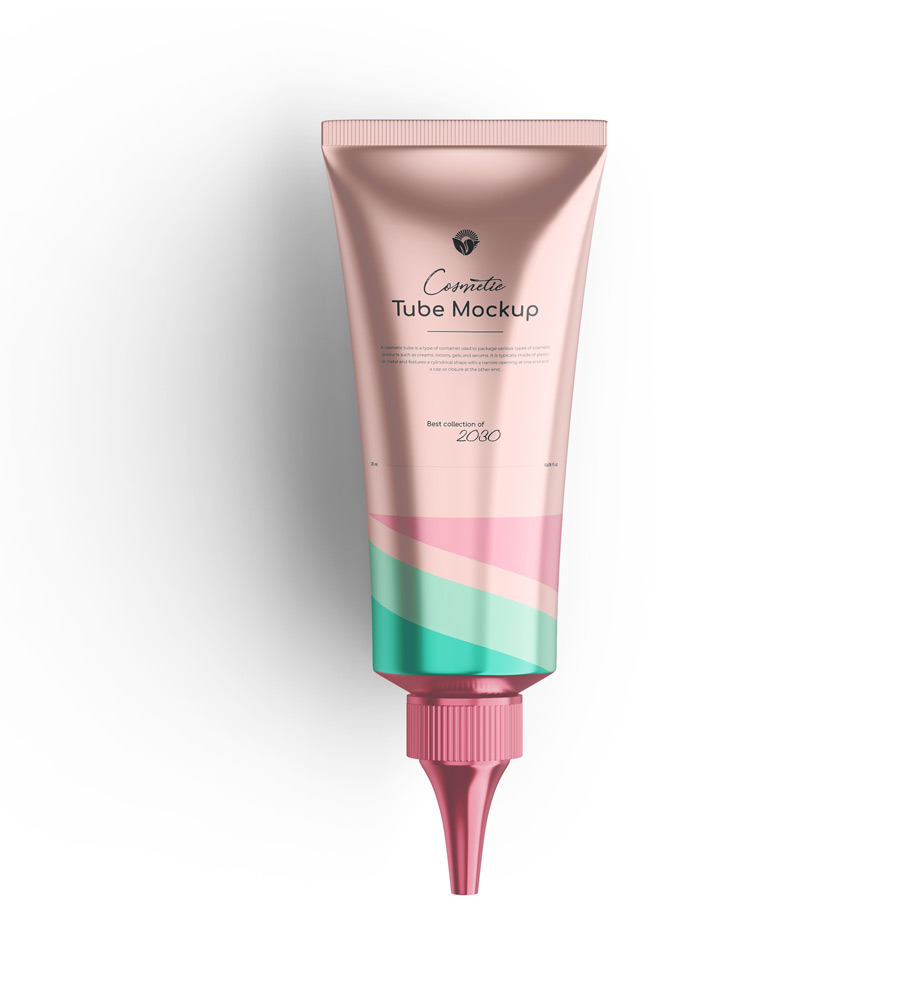 Cosmetic
Tube Mockup
A cosmetic tube is a type of container used to package various types of cosmetic
products such as creams, lotions, gels, and serums. It is typically made of plastic
or metal and features a cylindrical shape with a narrow opening at one end and
a cap or closure at the other end.
Best collection of
2030